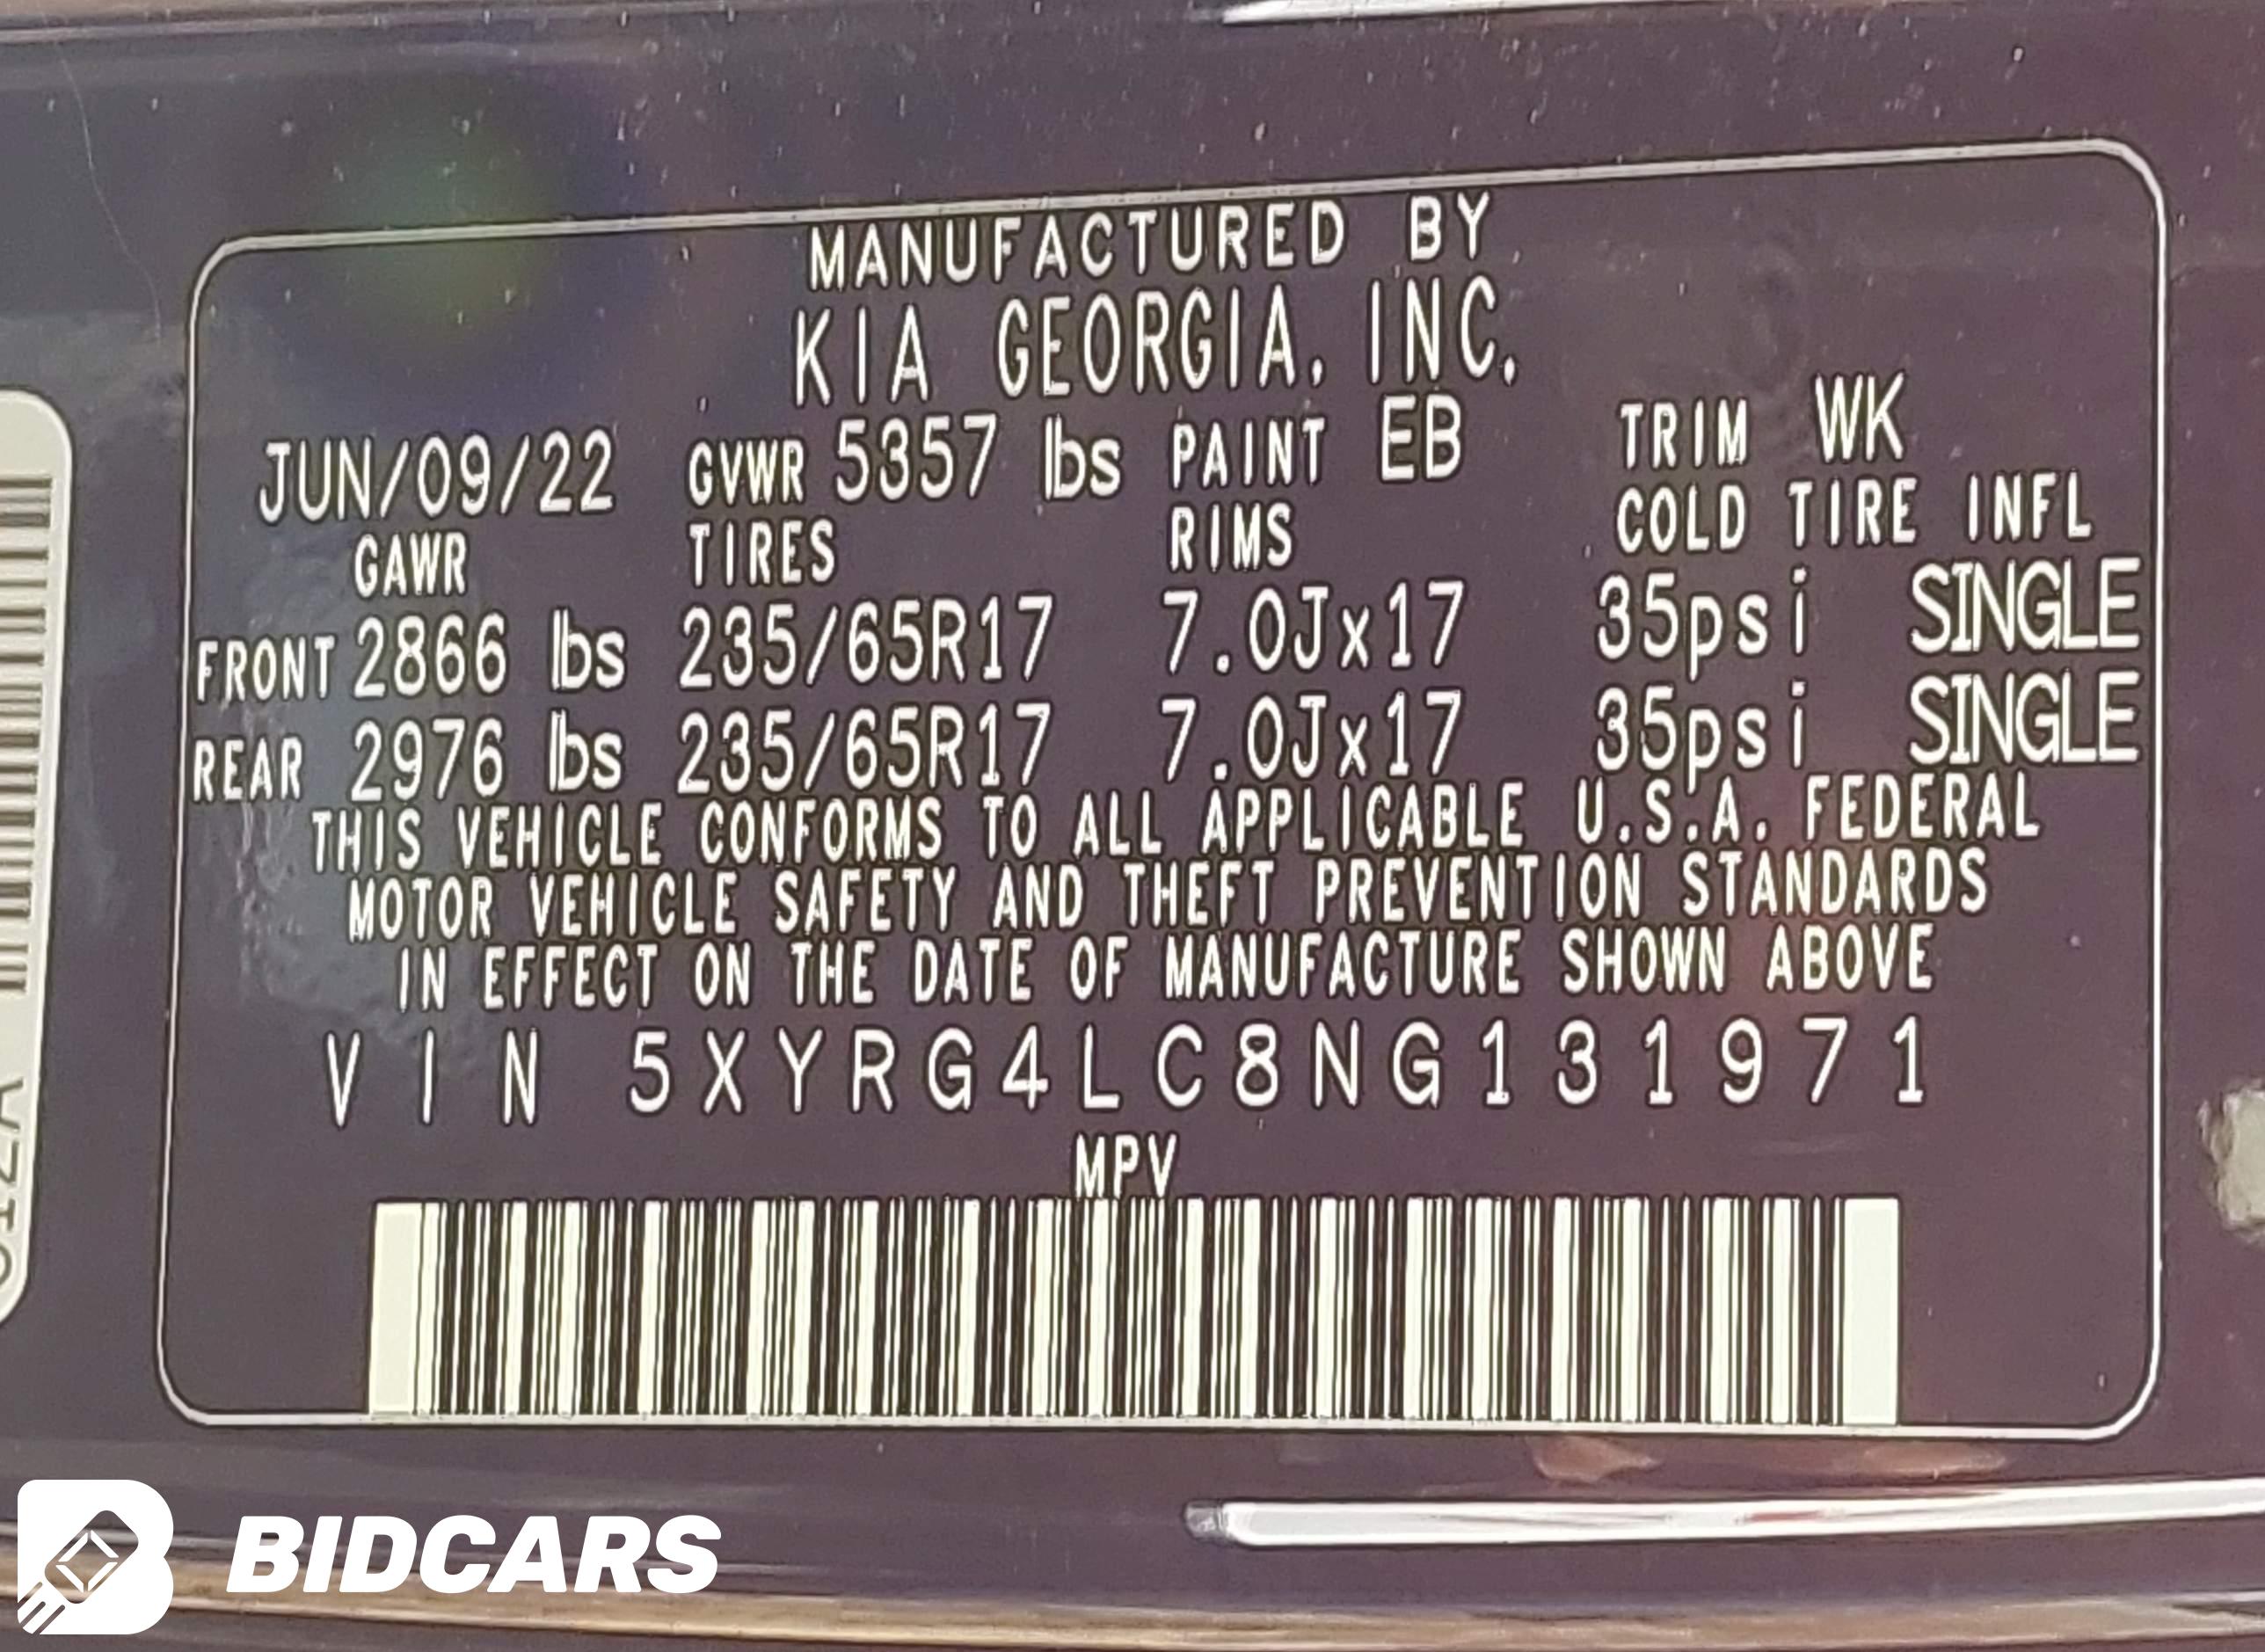 MANUFACTURED BY
KIA GEORGIA, INC.
JUN/09/22 GVWR 5357 lbs PAINT EB TRIM WK
GAWR TIRES RIMS COLD TIRE INFL
FRONT 2866 lbs 235/65R17 7.0Jx17 35psi SINGLE
REAR 2976 lbs 235/65R17 7.0Jx17 35psi SINGLE
THIS VEHICLE CONFORMS TO ALL APPLICABLE U.S.A. FEDERAL
MOTOR VEHICLE SAFETY AND THEFT PREVENTION STANDARDS
IN EFFECT ON THE DATE OF MANUFACTURE SHOWN ABOVE
VIN 5XYRG4LC8NG131971
MPV
BIDCARS